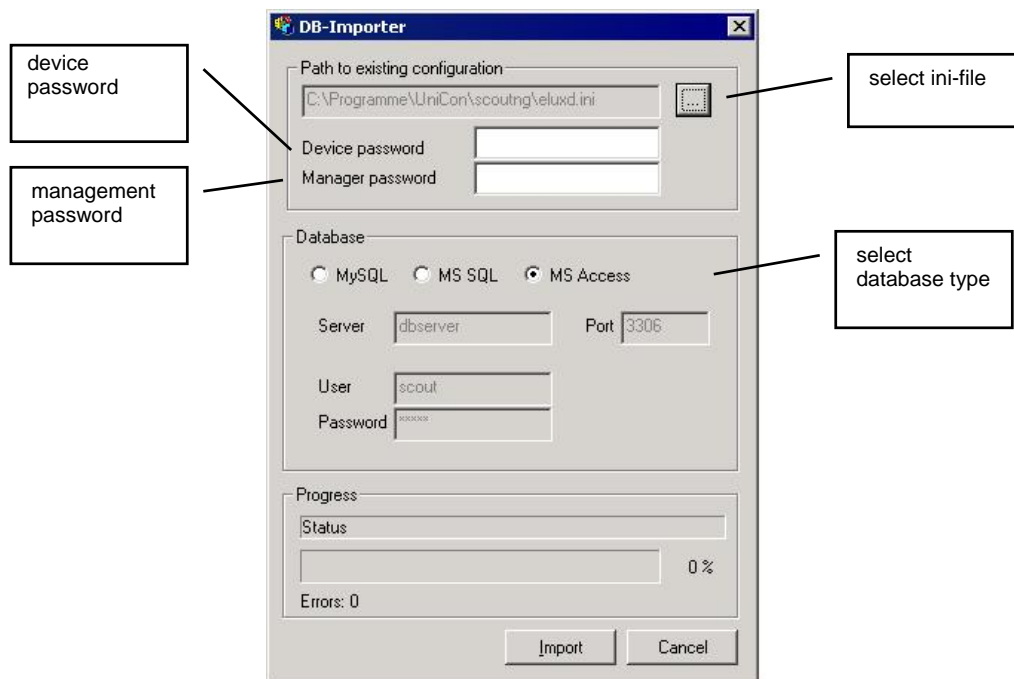 DB-Importer
device
password
Path to existing configuration
C:\Programme\UniCon\scoutng\eluxd.ini
...
select ini-file
Device password
Manager password
management
password
Database
MySQL MS SQL MS Access
select
database type
Server dbserver Port 3306
User scout
Password *****
Progress
Status
0 %
Errors: 0
Import Cancel